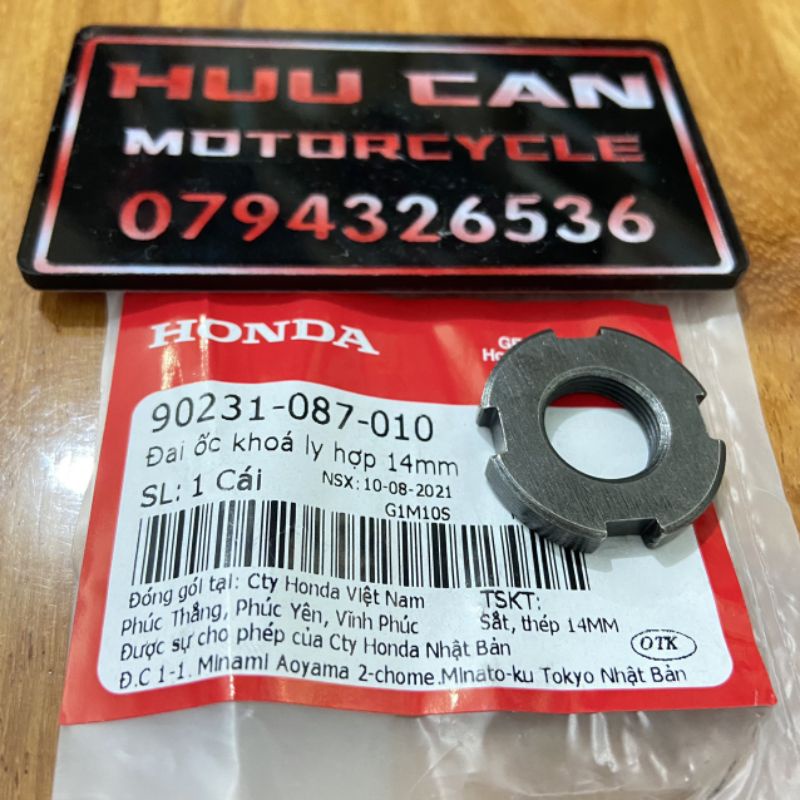 HUU CAN
MOTORCYCLE
0794326536
HONDA
90231-087-010
Đai ốc khoá ly hợp 14mm
SL: 1 Cái
NSX: 10-08-2021
G1M10S
Đóng gói tại: Cty Honda Việt Nam
Phúc Thắng, Phúc Yên, Vĩnh Phúc
TSKT:
Sắt, thép 14MM
Được sự cho phép của Cty Honda Nhật Bản
Đ.C 1-1. Minami Aoyama 2-chome.Minato-ku Tokyo Nhật Bản
OTK